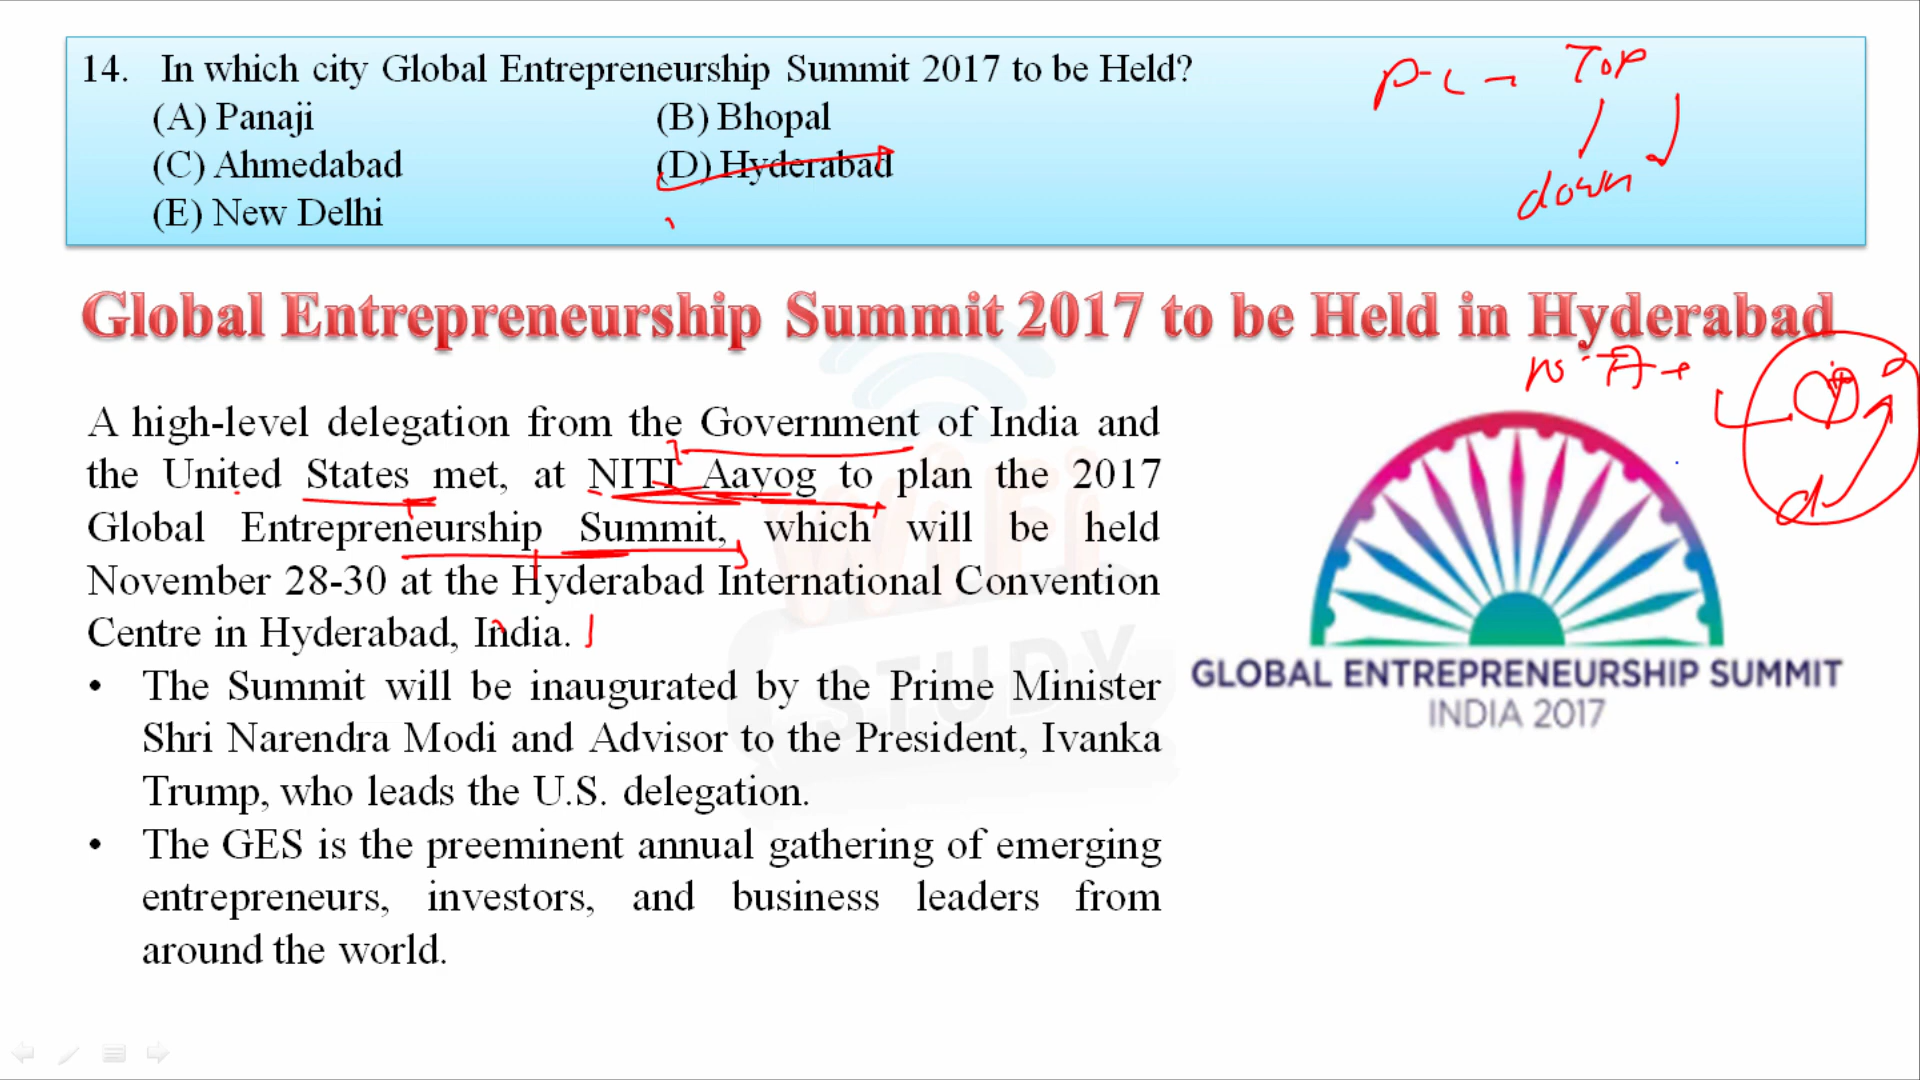 14. In which city Global Entrepreneurship Summit 2017 to be Held?
(A) Panaji (B) Bhopal
(C) Ahmedabad (D) Hyderabad
(E) New Delhi
TOP
down
Global Entrepreneurship Summit 2017 to be Held in Hyderabad
A high-level delegation from the Government of India and
the United States met, at NITI Aayog to plan the 2017
Global Entrepreneurship Summit, which will be held
November 28-30 at the Hyderabad International Convention
Centre in Hyderabad, India.
• The Summit will be inaugurated by the Prime Minister
Shri Narendra Modi and Advisor to the President, Ivanka
Trump, who leads the U.S. delegation.
• The GES is the preeminent annual gathering of emerging
entrepreneurs, investors, and business leaders from
around the world.
WiFi
STUDY
GLOBAL ENTREPRENEURSHIP SUMMIT
INDIA 2017